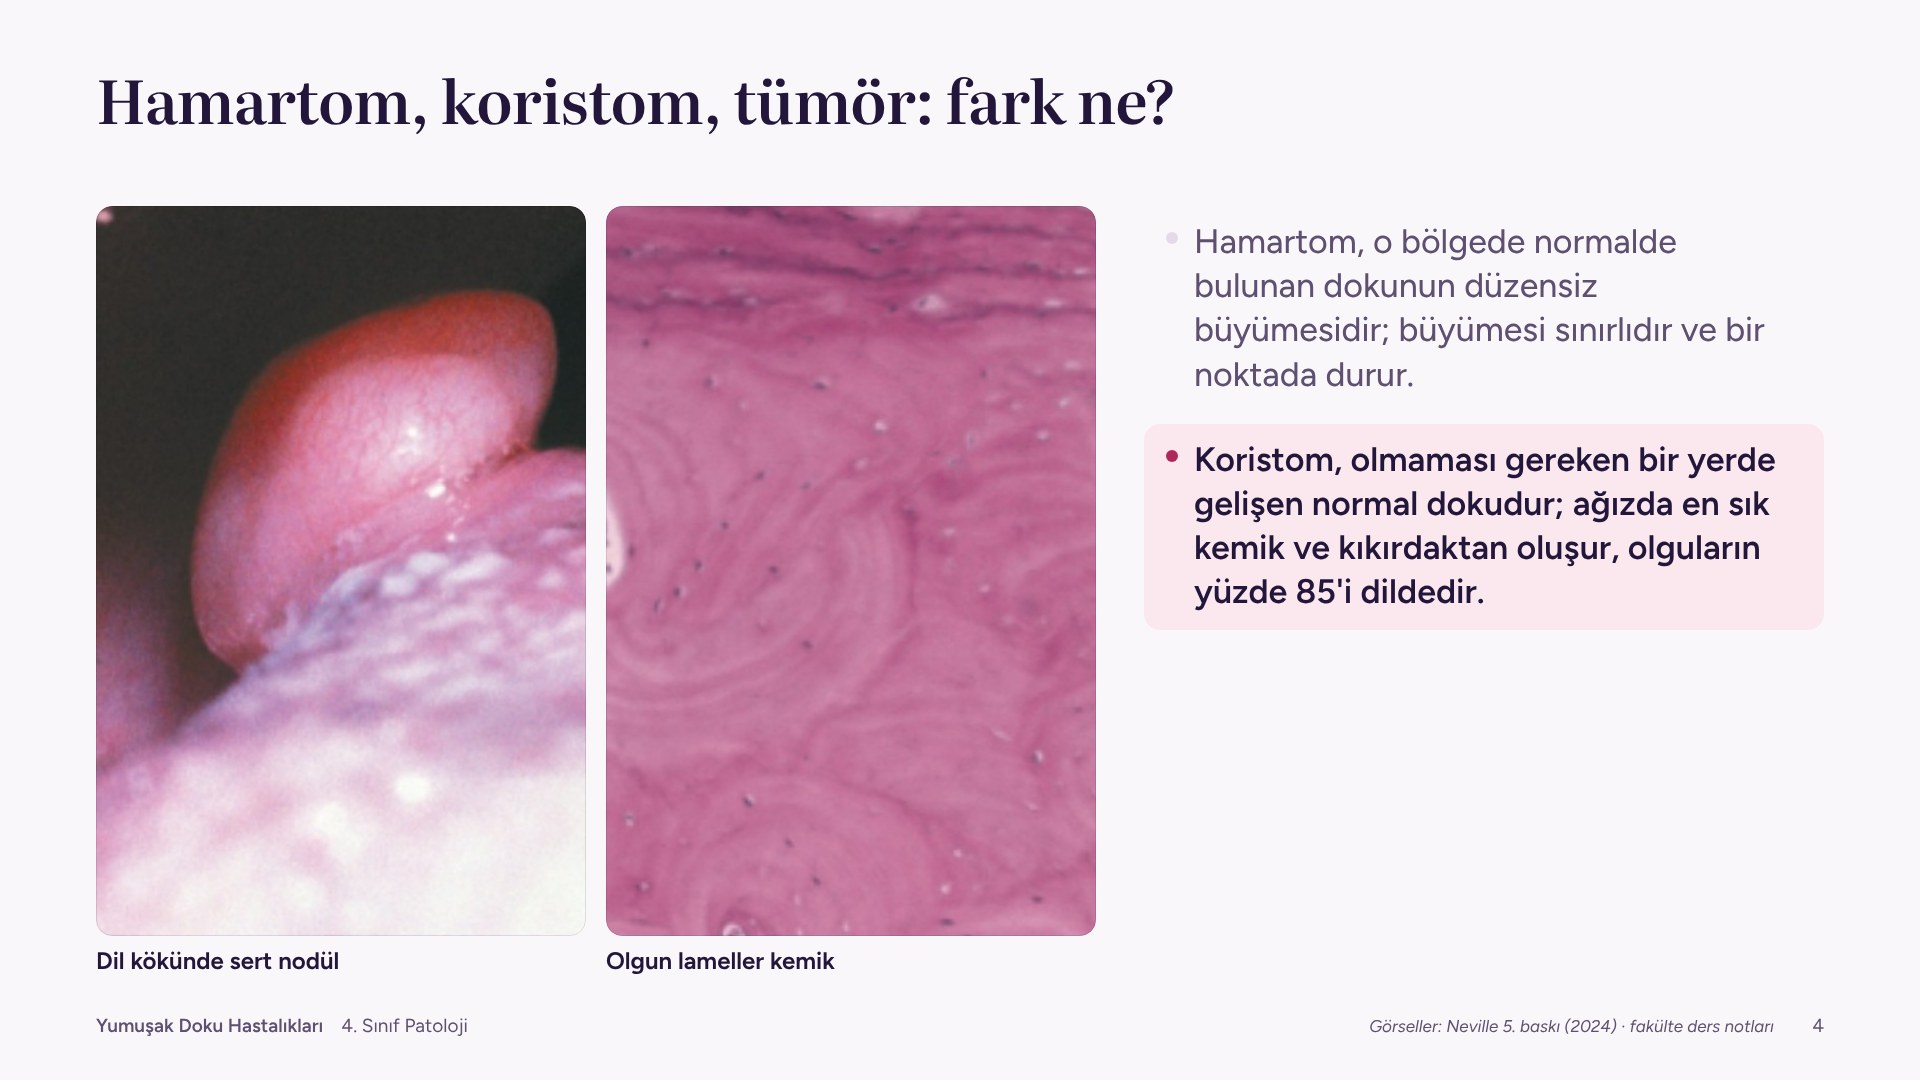 Hamartom, koristom, tümör: fark ne?
Hamartom, o bölgede normalde
bulunan dokunun düzensiz
büyümesidir; büyümesi sınırlıdır ve bir
noktada durur.
Koristom, olmaması gereken bir yerde
gelişen normal dokudur; ağızda en sık
kemik ve kıkırdaktan oluşur, olguların
yüzde 85'i dildedir.
Dil kökünde sert nodül
Olgun lameller kemik
Yumuşak Doku Hastalıkları 4. Sınıf Patoloji
Görseller: Neville 5. baskı (2024) · fakülte ders notları 4